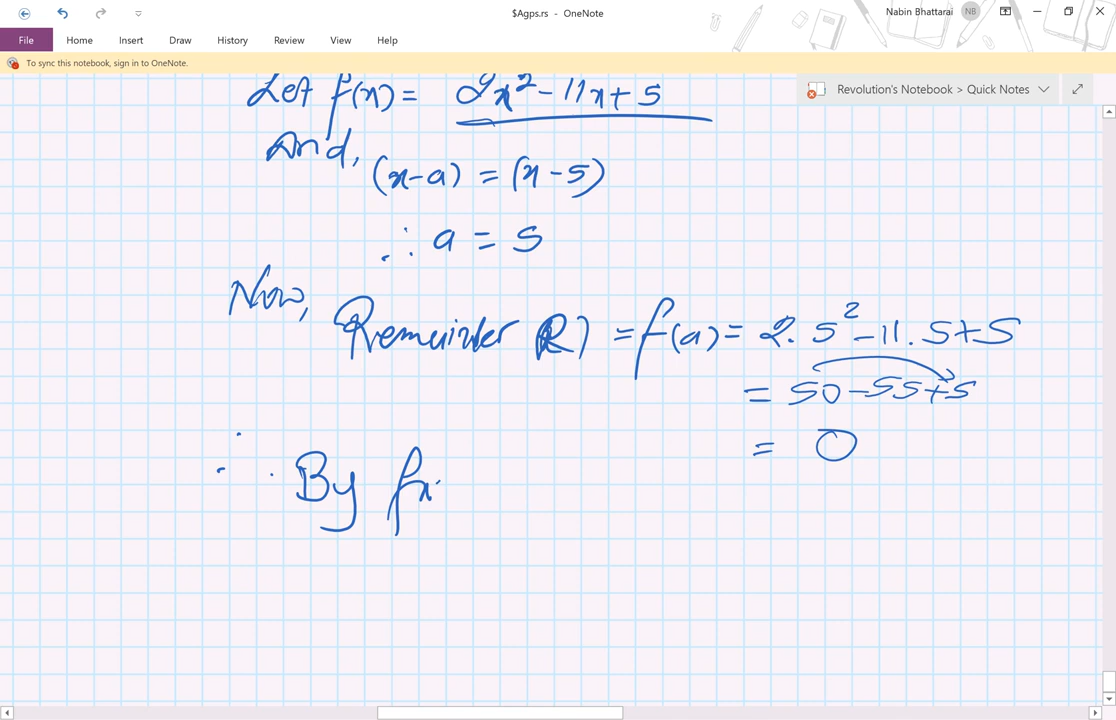 $Agps.rs - OneNote
Nabin Bhattarai NB
File Home Insert Draw History Review View Help
To sync this notebook, sign in to OneNote.
Revolution's Notebook > Quick Notes
Let f(x) = 2x² - 11x + 5
And,
(x-a) = (x-5)
∴ a = 5
Now,
Remainder (R) = f(a) = 2.5² - 11.5 + 5
= 50 - 55 + 5
= 0
∴ By